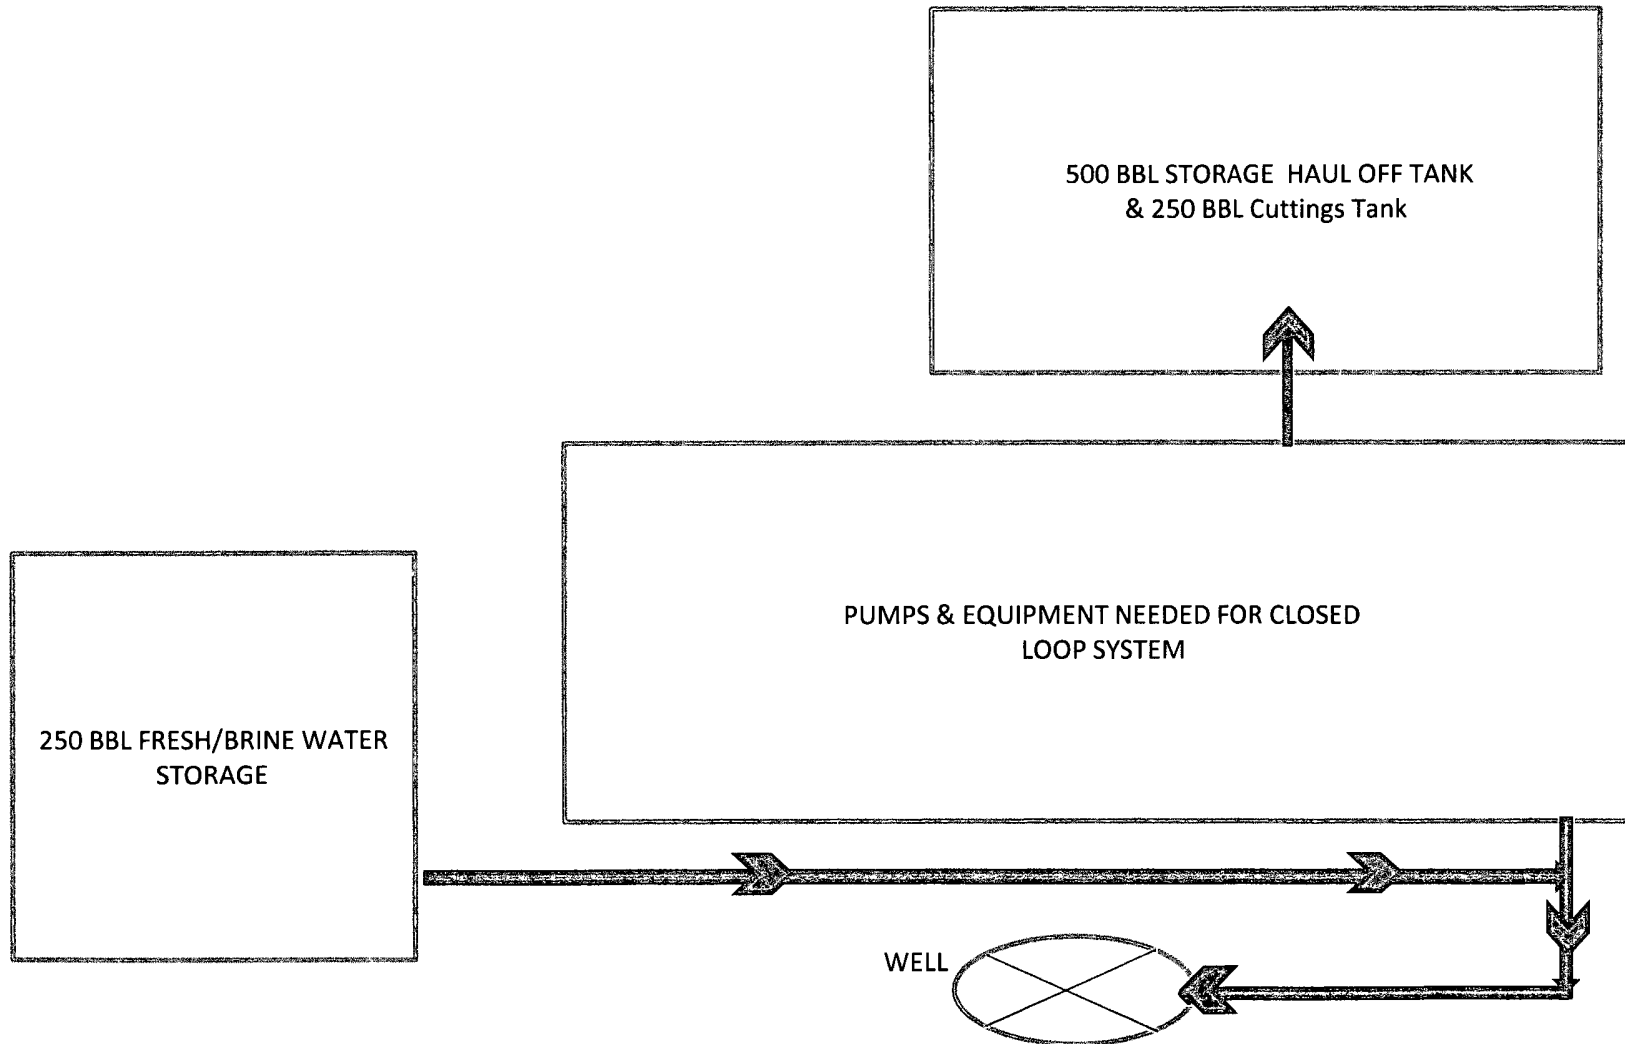 500 BBL STORAGE HAUL OFF TANK
& 250 BBL Cuttings Tank
PUMPS & EQUIPMENT NEEDED FOR CLOSED
LOOP SYSTEM
250 BBL FRESH/BRINE WATER
STORAGE
WELL